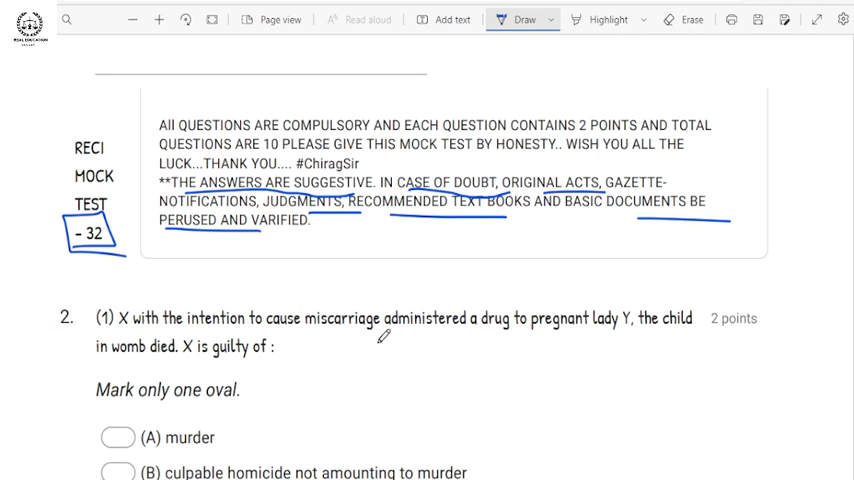 REAL EDUCATION
Page view
Read aloud
Add text
Draw
Highlight
Erase
RECI
MOCK
TEST
- 32
All QUESTIONS ARE COMPULSORY AND EACH QUESTION CONTAINS 2 POINTS AND TOTAL
QUESTIONS ARE 10 PLEASE GIVE THIS MOCK TEST BY HONESTY.. WISH YOU ALL THE
LUCK...THANK YOU.... #ChiragSir
**THE ANSWERS ARE SUGGESTIVE. IN CASE OF DOUBT, ORIGINAL ACTS, GAZETTE-
NOTIFICATIONS, JUDGMENTS, RECOMMENDED TEXT BOOKS AND BASIC DOCUMENTS BE
PERUSED AND VARIFIED.
2. (1) X with the intention to cause miscarriage administered a drug to pregnant lady Y, the child 2 points
in womb died. X is guilty of :
Mark only one oval.
(A) murder
(B) culpable homicide not amounting to murder